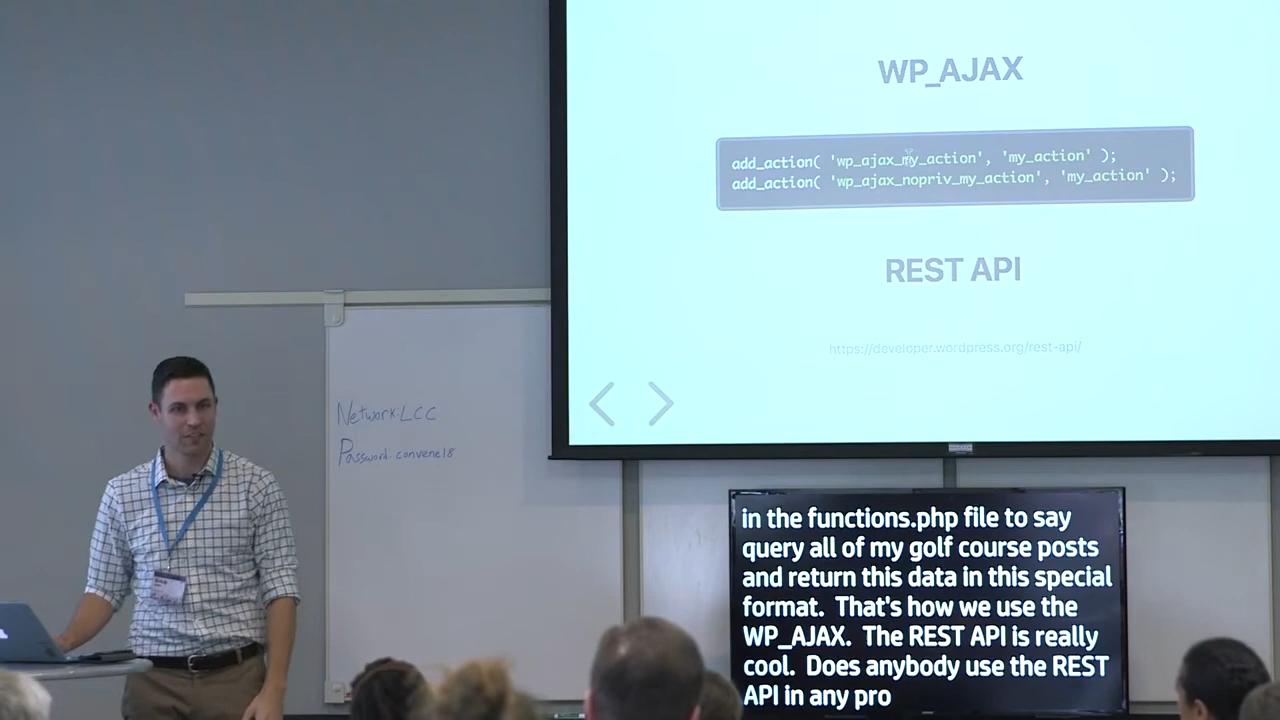 WP_AJAX
add_action( 'wp_ajax_my_action', 'my_action' );
add_action( 'wp_ajax_nopriv_my_action', 'my_action' );
REST API
https://developer.wordpress.org/rest-api/
Network: LCC
Password: convene18
in the functions.php file to say
query all of my golf course posts
and return this data in this special
format. That's how we use the
WP_AJAX. The REST API is really
cool. Does anybody use the REST
API in any pro